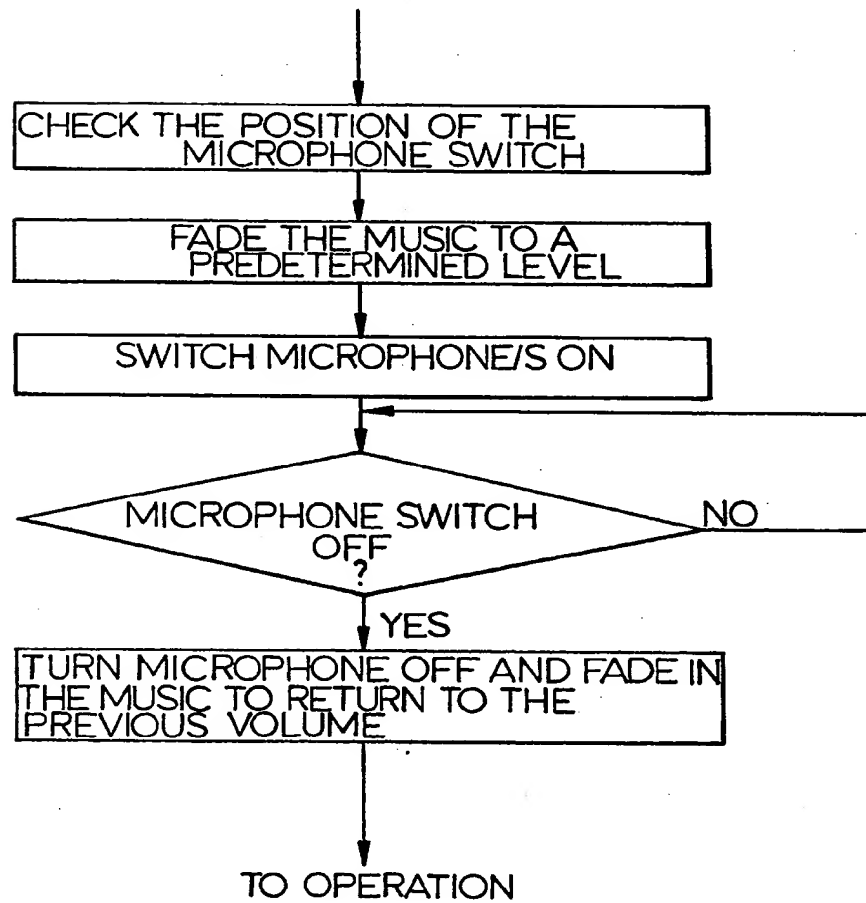 CHECK THE POSITION OF THE
MICROPHONE SWITCH
FADE THE MUSIC TO A
PREDETERMINED LEVEL
SWITCH MICROPHONE/S ON
MICROPHONE SWITCH
OFF
?
NO
YES
TURN MICROPHONE OFF AND FADE IN
THE MUSIC TO RETURN TO THE
PREVIOUS VOLUME
TO OPERATION